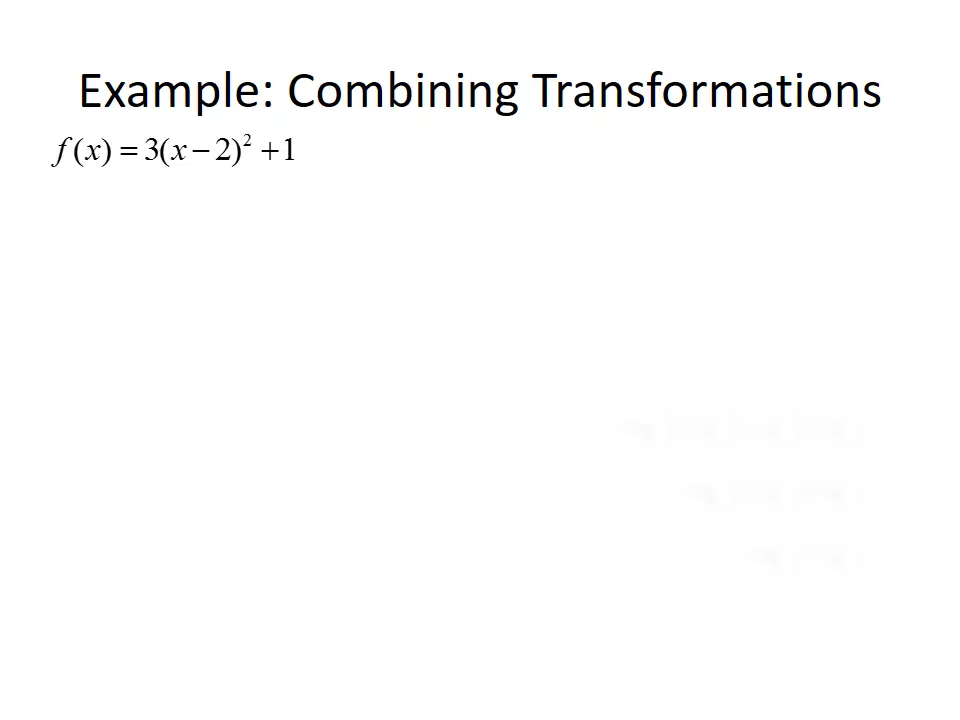 Example: Combining Transformations
f(x) = 3(x − 2)² + 1